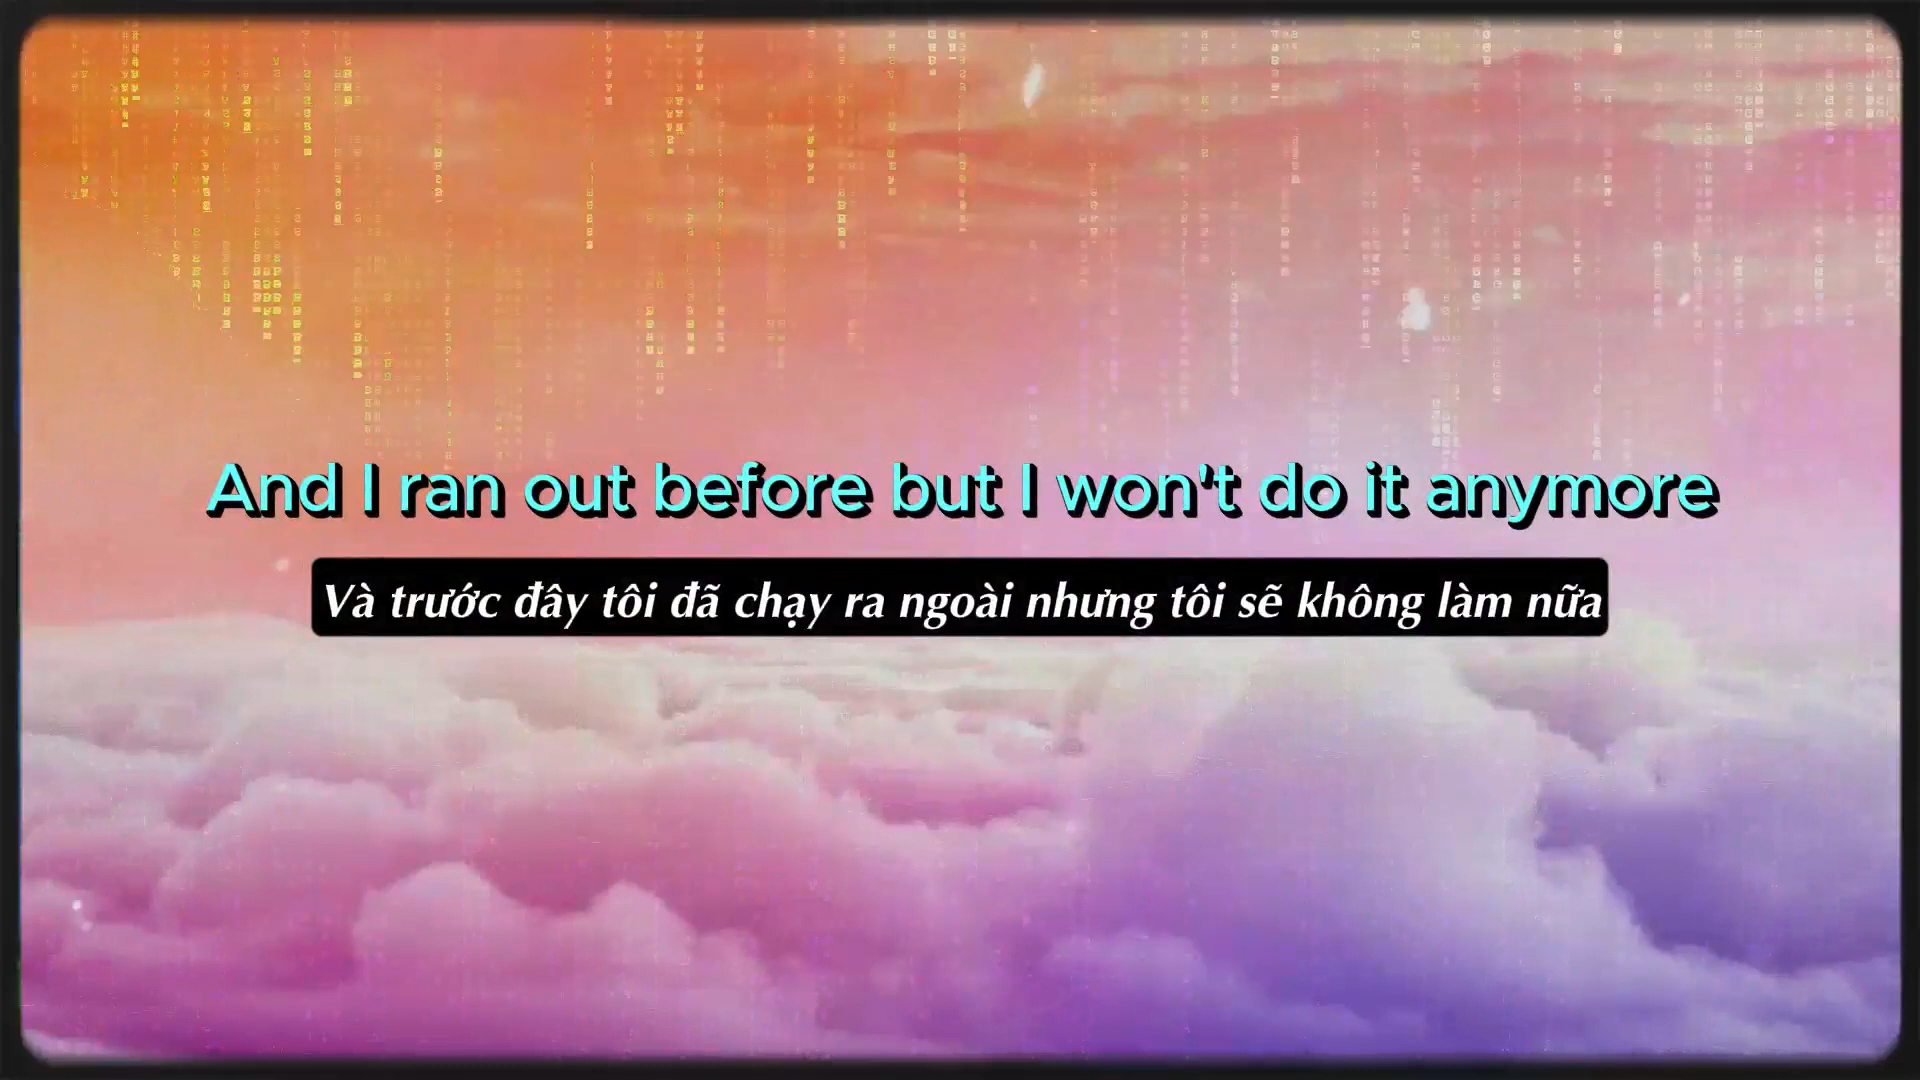 And I ran out before but I won't do it anymore
Và trước đây tôi đã chạy ra ngoài nhưng tôi sẽ không làm nữa